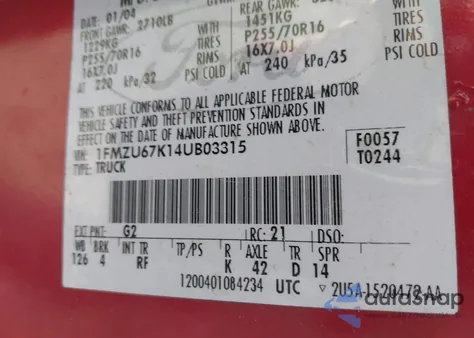 DATE: 01/04
FRONT GAWR: 2710LB
1229KG
P255/70R16
16X7.0J
AT 220 kPa/32
WITH
TIRES
RIMS
PSI COLD
REAR GAWR:
1451KG
P255/70R16
16X7.0J
AT 240 kPa/35
WITH
TIRES
RIMS
PSI COLD
THIS VEHICLE CONFORMS TO ALL APPLICABLE FEDERAL MOTOR
VEHICLE SAFETY AND THEFT PREVENTION STANDARDS IN
EFFECT ON THE DATE OF MANUFACTURE SHOWN ABOVE.
VIN: 1FMZU67K14UB03315
TYPE: TRUCK
F0057
T0244
EXT PNT: G2 RC: 21 DSO:
WB BRK INT TR TP/PS R AXLE TR SPR
126 4 RF K 42 D 14
1200401084234 UTC 2U5A-1520472-AA
autosnap